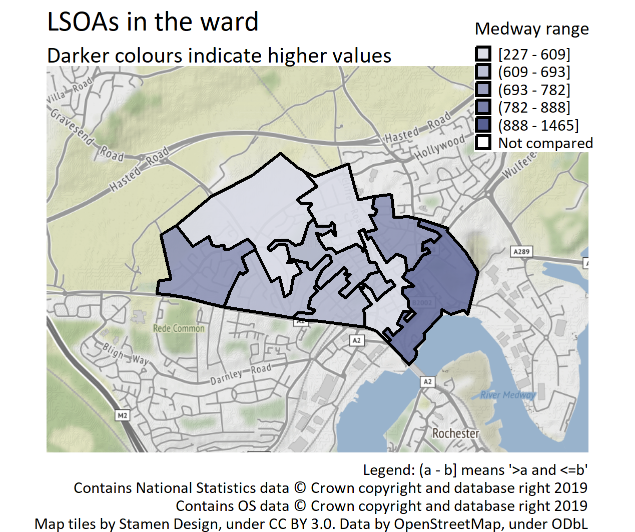 LSOAs in the ward
Darker colours indicate higher values
Medway range
[227 - 609]
(609 - 693]
(693 - 782]
(782 - 888]
(888 - 1465]
Not compared
Villa Road
Gravesend Road
Hasted Road
Hasted Road
Hollywood
Wulfere
A289
Rede Common
A2
A2
Bligh Way
Darnley Road
A2
M2
River Medway
Rochester
Legend: (a - b] means '>a and <=b'
Contains National Statistics data © Crown copyright and database right 2019
Contains OS data © Crown copyright and database right 2019
Map tiles by Stamen Design, under CC BY 3.0. Data by OpenStreetMap, under ODbL